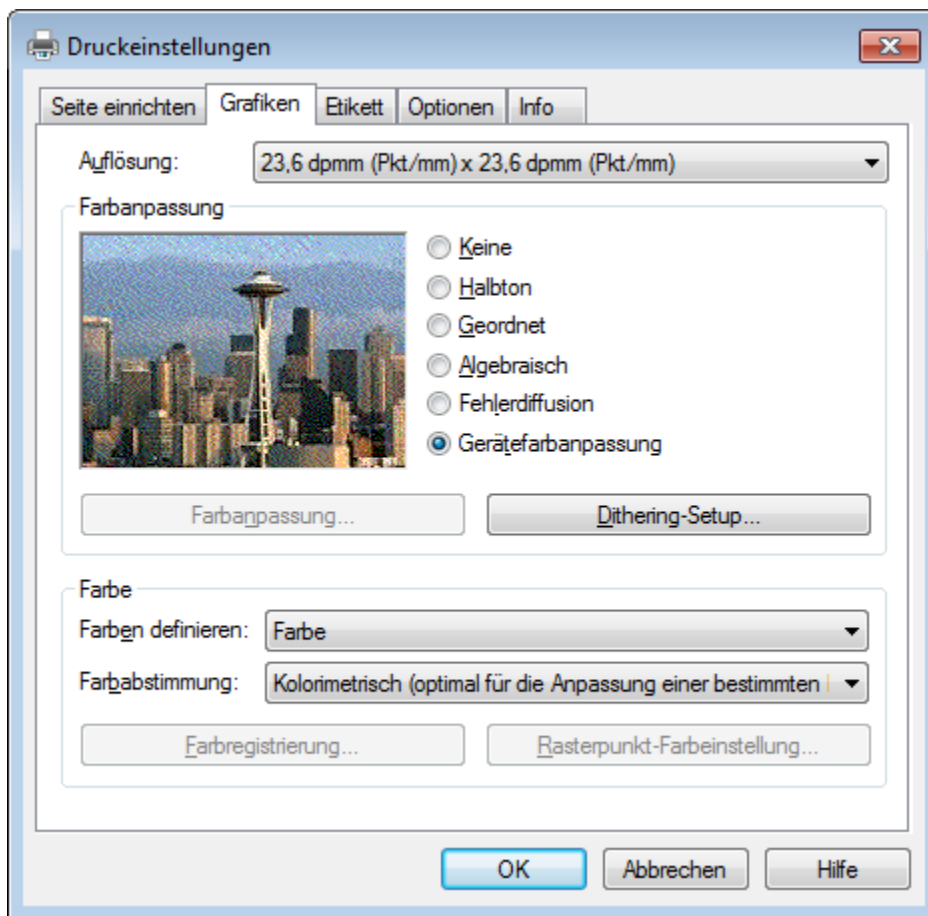 Druckeinstellungen
Seite einrichten Grafiken Etikett Optionen Info
Auflösung: 23,6 dpmm (Pkt/mm) x 23,6 dpmm (Pkt/mm)
Farbanpassung
Keine
Halbton
Geordnet
Algebraisch
Fehlerdiffusion
Gerätefarbanpassung
Farbanpassung... Dithering-Setup...
Farbe
Farben definieren: Farbe
Farbabstimmung: Kolorimetrisch (optimal für die Anpassung einer bestimmten
Farbregistrierung... Rasterpunkt-Farbeinstellung...
OK Abbrechen Hilfe